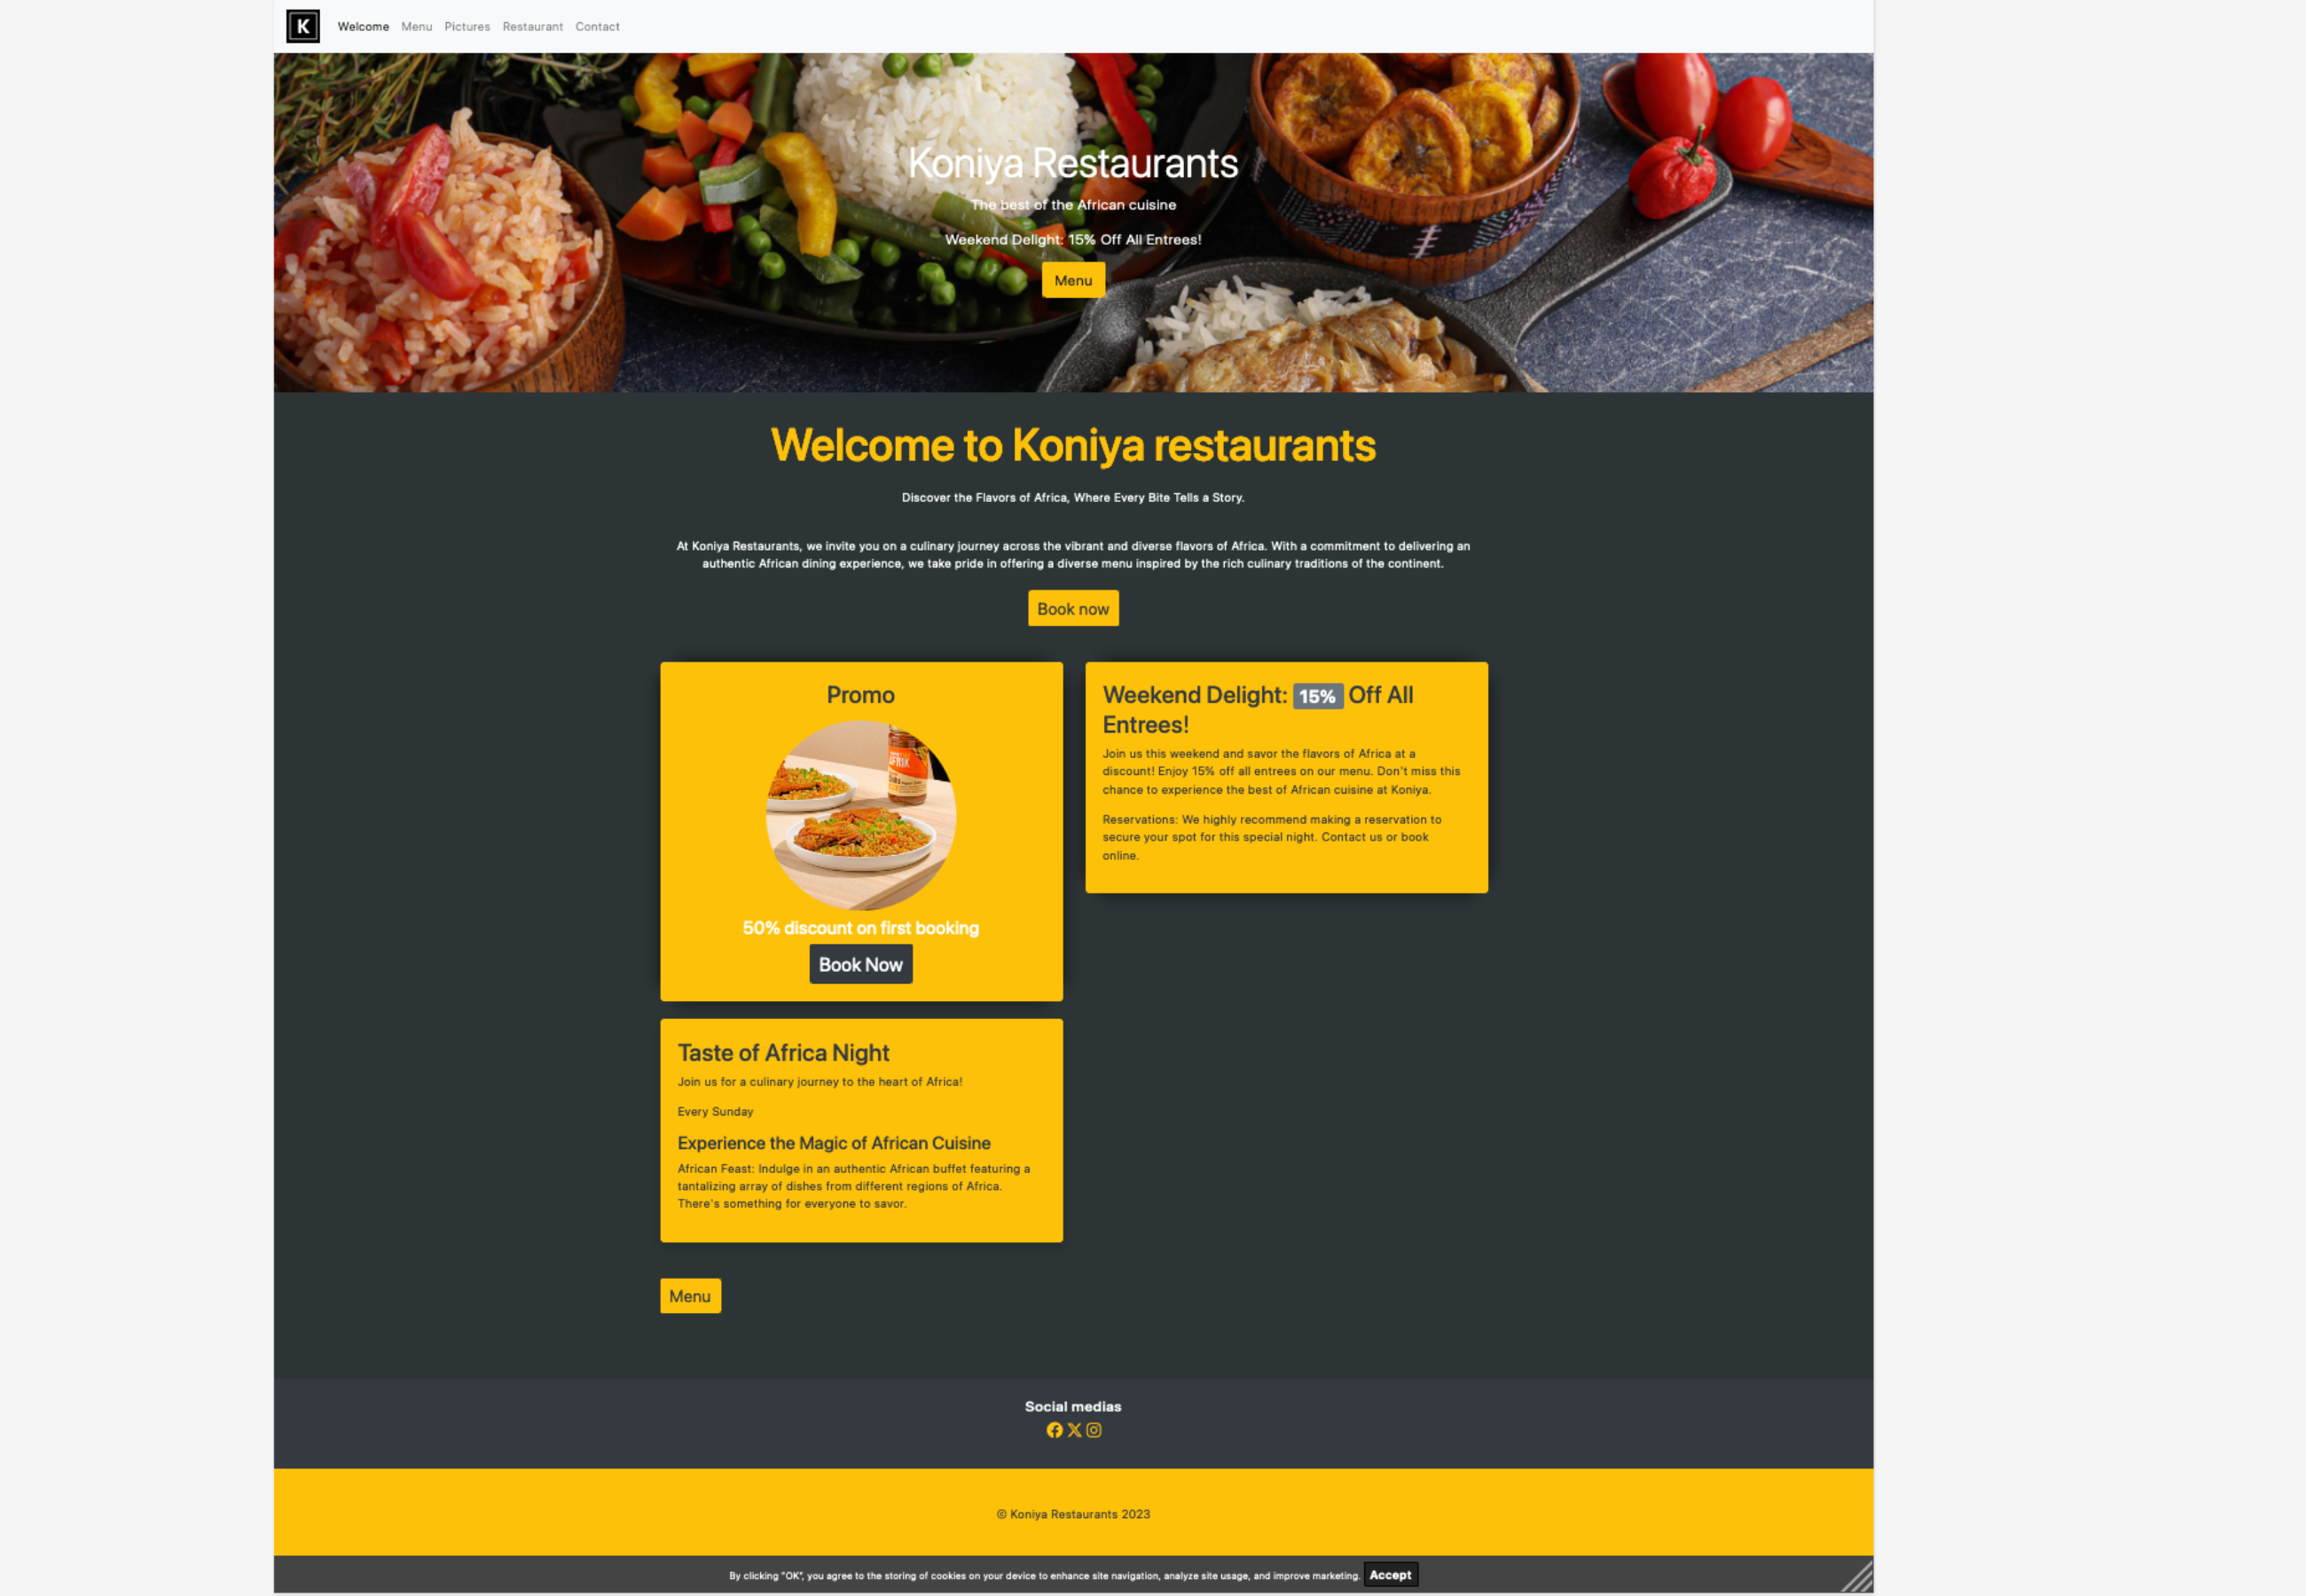 K
Welcome Menu Pictures Restaurant Contact
Koniya Restaurants
The best of the African cuisine
Weekend Delight: 15% Off All Entrees!
Menu
Welcome to Koniya restaurants
Discover the Flavors of Africa, Where Every Bite Tells a Story.
At Koniya Restaurants, we invite you on a culinary journey across the vibrant and diverse flavors of Africa. With a commitment to delivering an
authentic African dining experience, we take pride in offering a diverse menu inspired by the rich culinary traditions of the continent.
Book now
Promo
50% discount on first booking
Book Now
Weekend Delight: 15% Off All
Entrees!
Join us this weekend and savor the flavors of Africa at a
discount! Enjoy 15% off all entrees on our menu. Don't miss this
chance to experience the best of African cuisine at Koniya.
Reservations: We highly recommend making a reservation to
secure your spot for this special night. Contact us or book
online.
Taste of Africa Night
Join us for a culinary journey to the heart of Africa!
Every Sunday
Experience the Magic of African Cuisine
African Feast: Indulge in an authentic African buffet featuring a
tantalizing array of dishes from different regions of Africa.
There's something for everyone to savor.
Menu
Social medias
© Koniya Restaurants 2023
By clicking "OK", you agree to the storing of cookies on your device to enhance site navigation, analyze site usage, and improve marketing. Accept